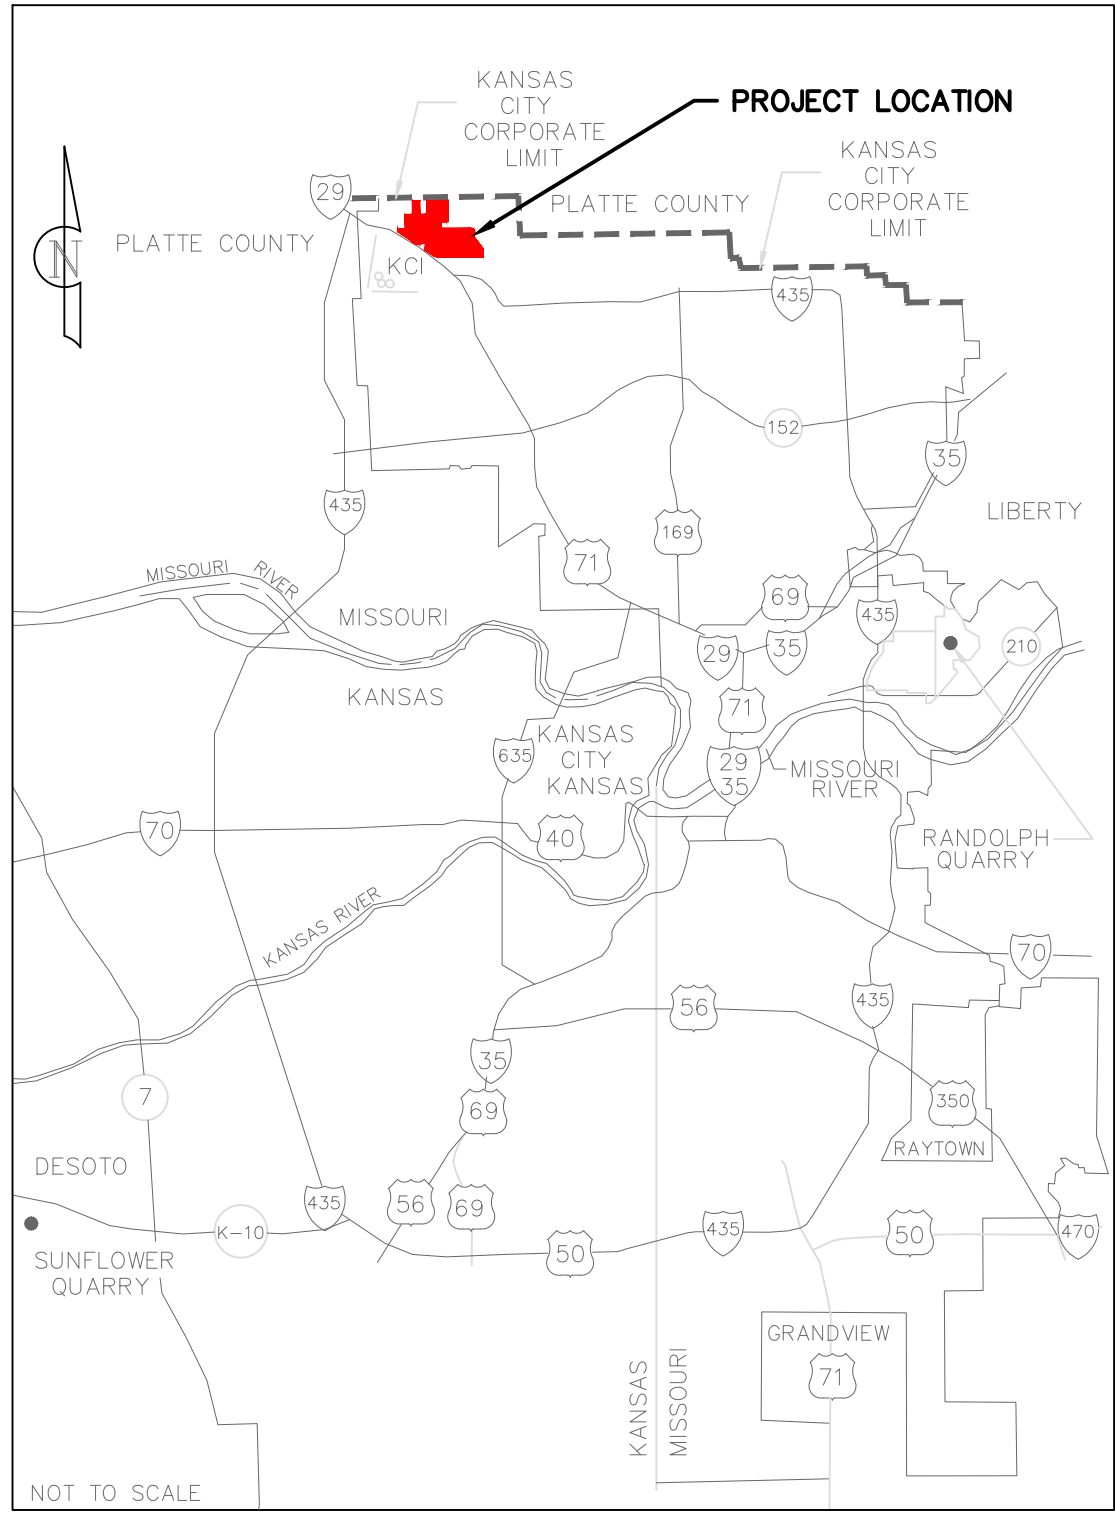 KANSAS
CITY
CORPORATE
LIMIT
PROJECT LOCATION
KANSAS
CITY
CORPORATE
LIMIT
29
PLATTE COUNTY
PLATTE COUNTY
N
KCI
435
152
35
435
LIBERTY
169
71
MISSOURI
RIVER
69
MISSOURI
435
210
29
35
KANSAS
71
KANSAS
CITY
KANSAS
635
29
35
MISSOURI
RIVER
70
40
RANDOLPH
QUARRY
KANSAS RIVER
70
56
435
35
7
69
350
RAYTOWN
DESOTO
435
56
69
K-10
435
50
470
50
SUNFLOWER
QUARRY
GRANDVIEW
71
KANSAS
MISSOURI
NOT TO SCALE